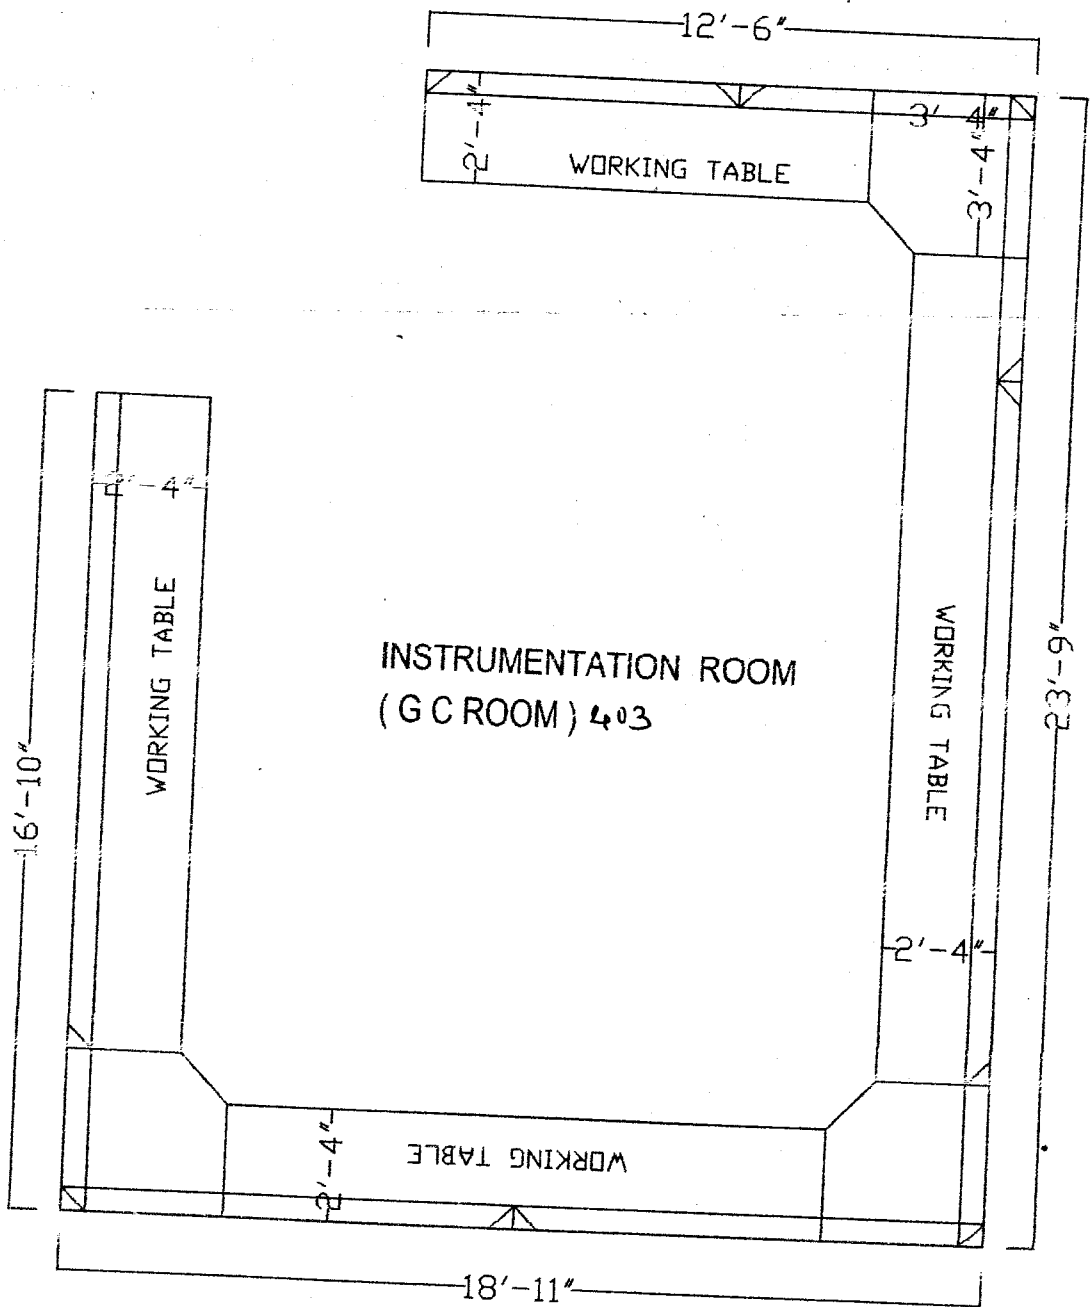 12'-6"
2'-4"
WORKING TABLE
3' 4"
3'-4"
2'-4"
WORKING TABLE
INSTRUMENTATION ROOM
( G C ROOM ) 403
WORKING TABLE
23'-9"
16'-10"
2'-4"
2'-4"
WORKING TABLE
18'-11"